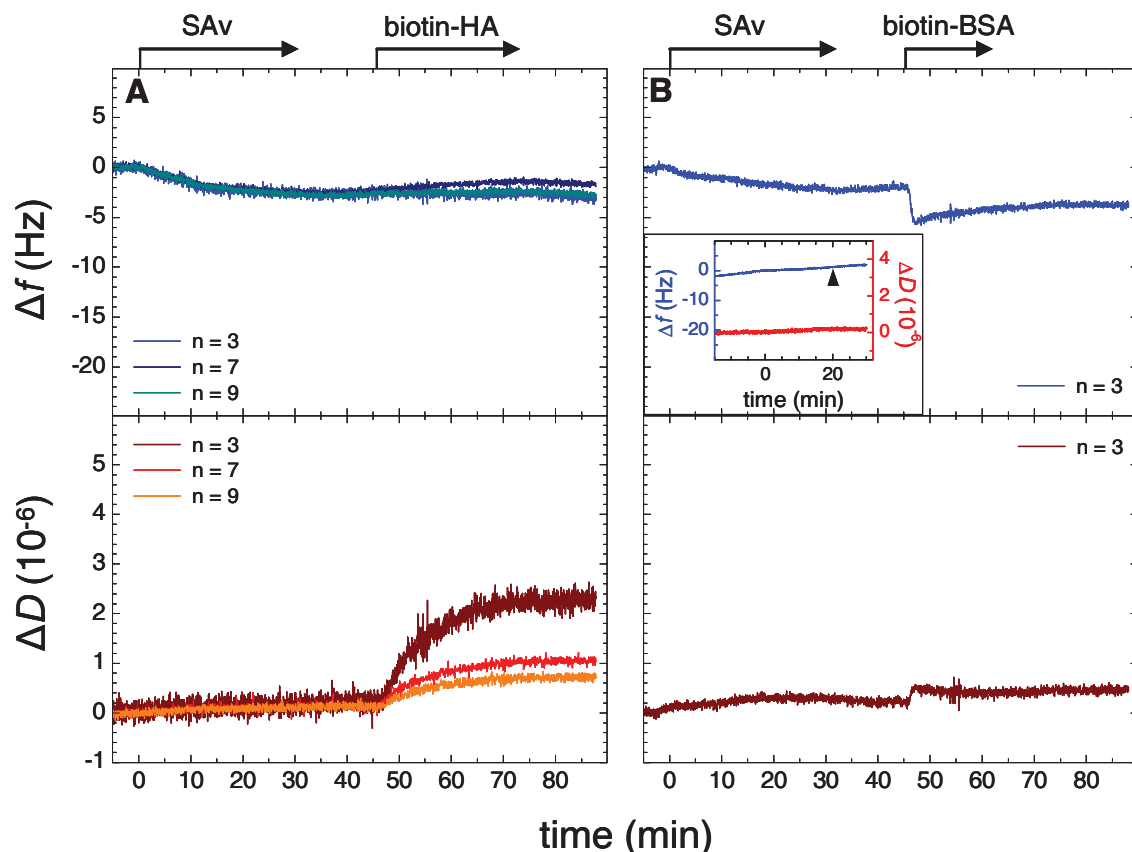 SAv biotin-HA SAv biotin-BSA
A B
5
0
-5
-10
-15
-20
Δf (Hz)
n = 3
n = 7
n = 9
n = 3
0
-10
-20
Δf (Hz)
4
2
0
ΔD (10⁻⁶)
0 20
time (min)
5
4
3
2
1
0
-1
ΔD (10⁻⁶)
n = 3
n = 7
n = 9
n = 3
0 10 20 30 40 50 60 70 80 0 10 20 30 40 50 60 70 80
time (min)